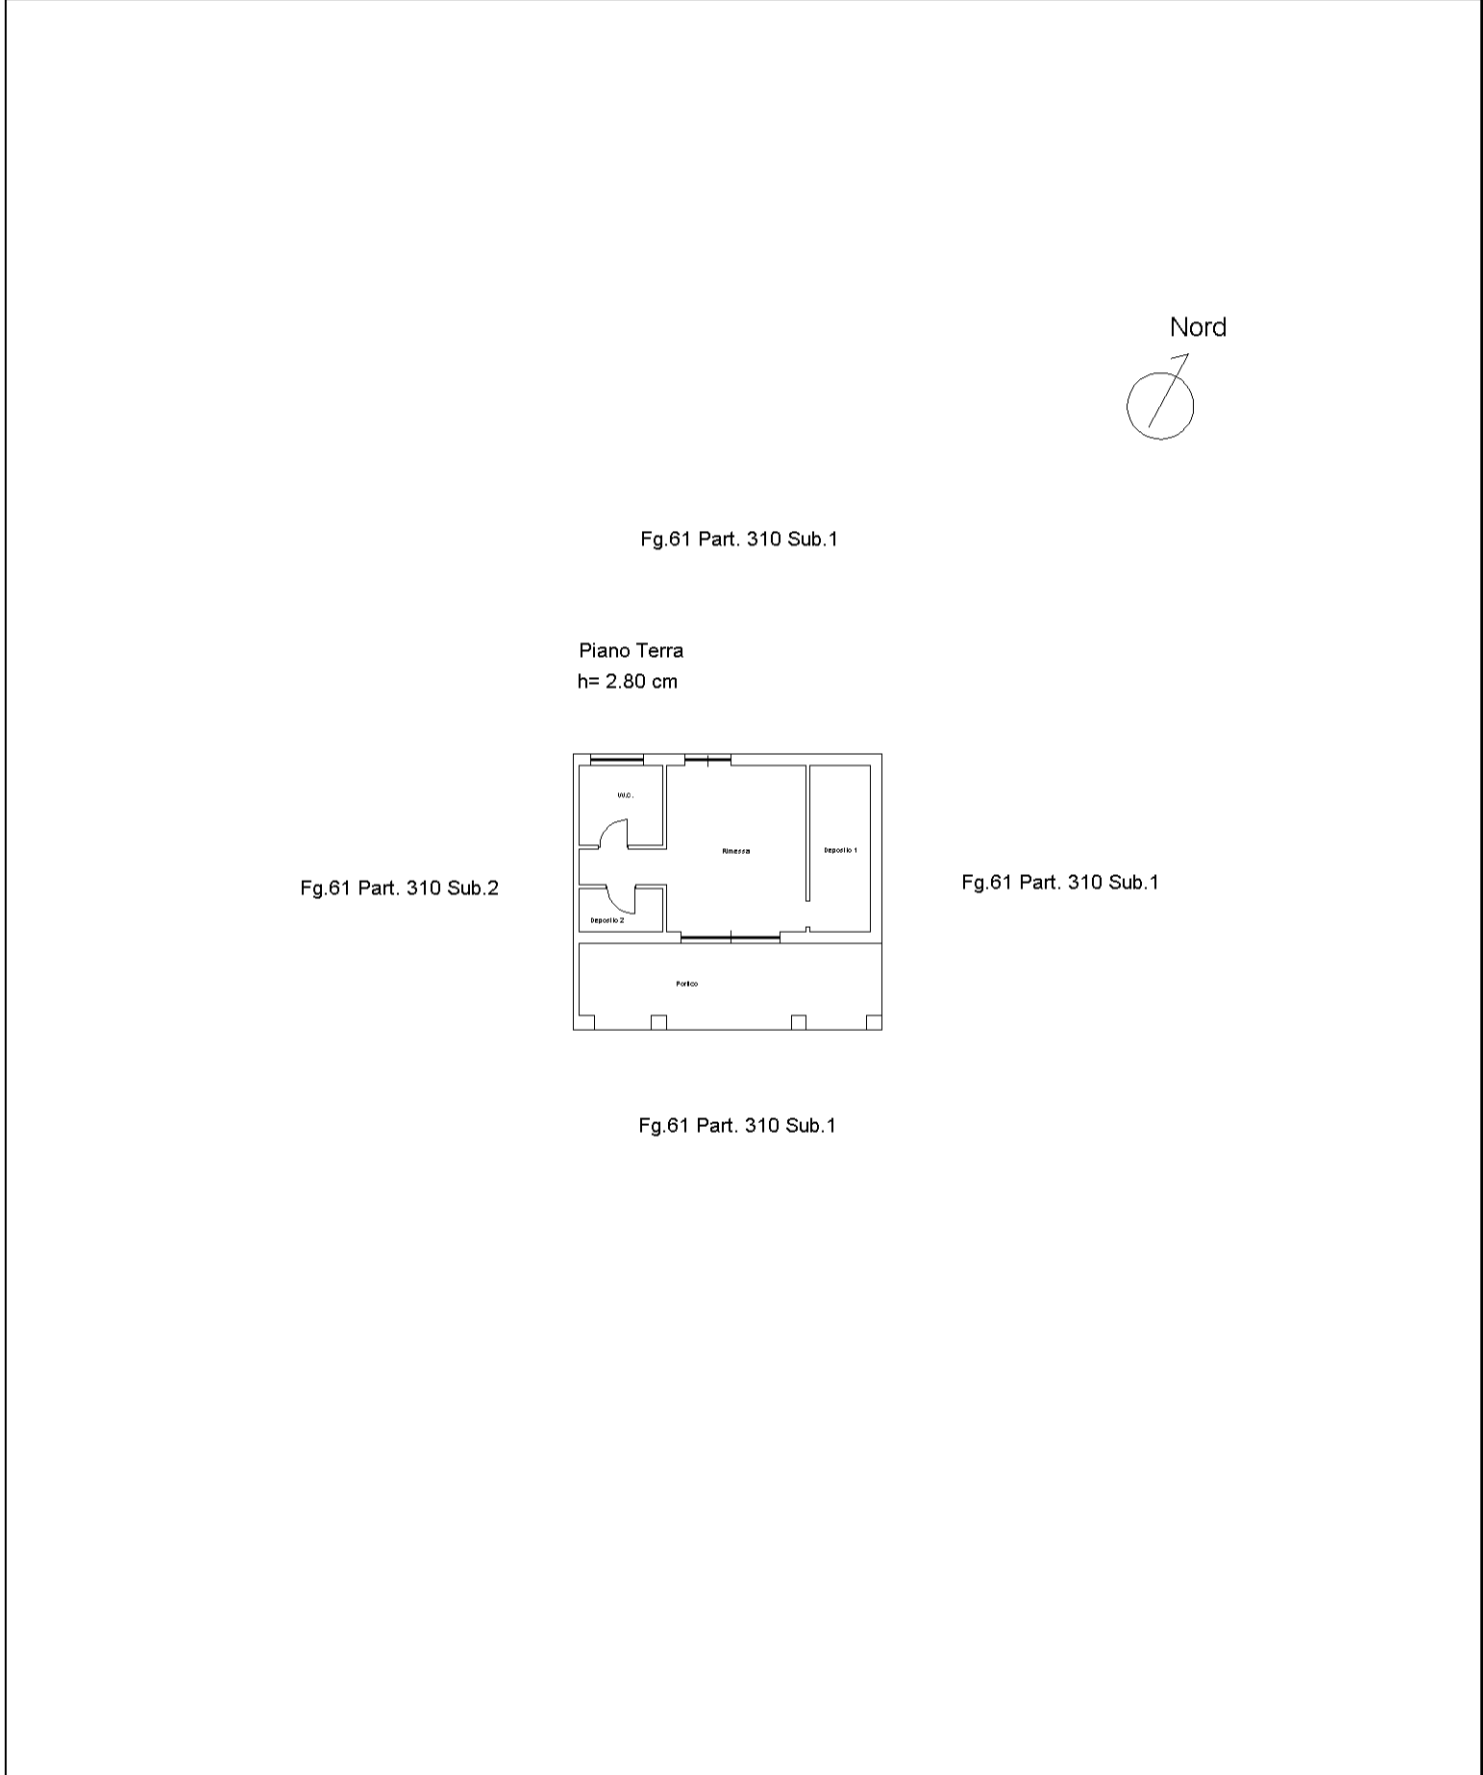 Nord
Fg.61 Part. 310 Sub.1
Piano Terra
h= 2.80 cm
W.C.
Rimessa
Deposito 1
Fg.61 Part. 310 Sub.2
Fg.61 Part. 310 Sub.1
Deposito 2
Portico
Fg.61 Part. 310 Sub.1